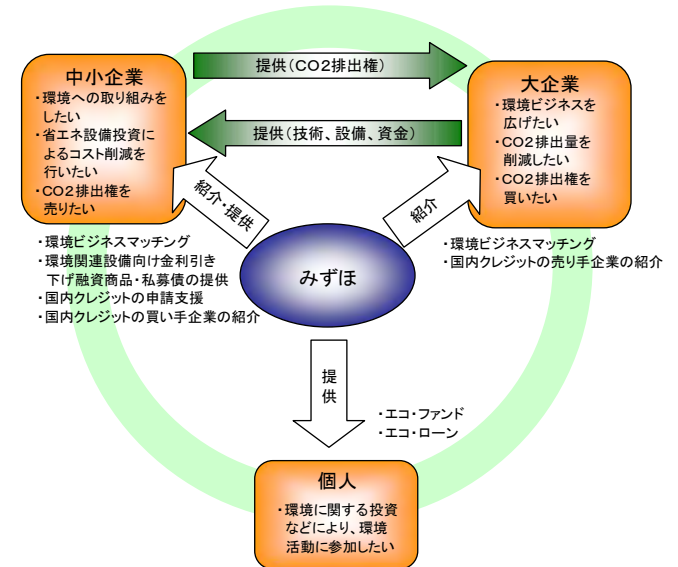 提供（CO２排出権）
中小企業
・環境への取り組みを
したい
・省エネ設備投資に
よるコスト削減を
行いたい
・CO２排出権を
売りたい
大企業
・環境ビジネスを
広げたい
・CO２排出量を
削減したい
・CO２排出権を
買いたい
提供（技術、設備、資金）
紹介・提供
紹介
・環境ビジネスマッチング
・環境関連設備向け金利引き
下げ融資商品・私募債の提供
・国内クレジットの申請支援
・国内クレジットの買い手企業の紹介
・環境ビジネスマッチング
・国内クレジットの売り手企業の紹介
みずほ
提
供
・エコ・ファンド
・エコ・ローン
個人
・環境に関する投資
などにより、環境
活動に参加したい